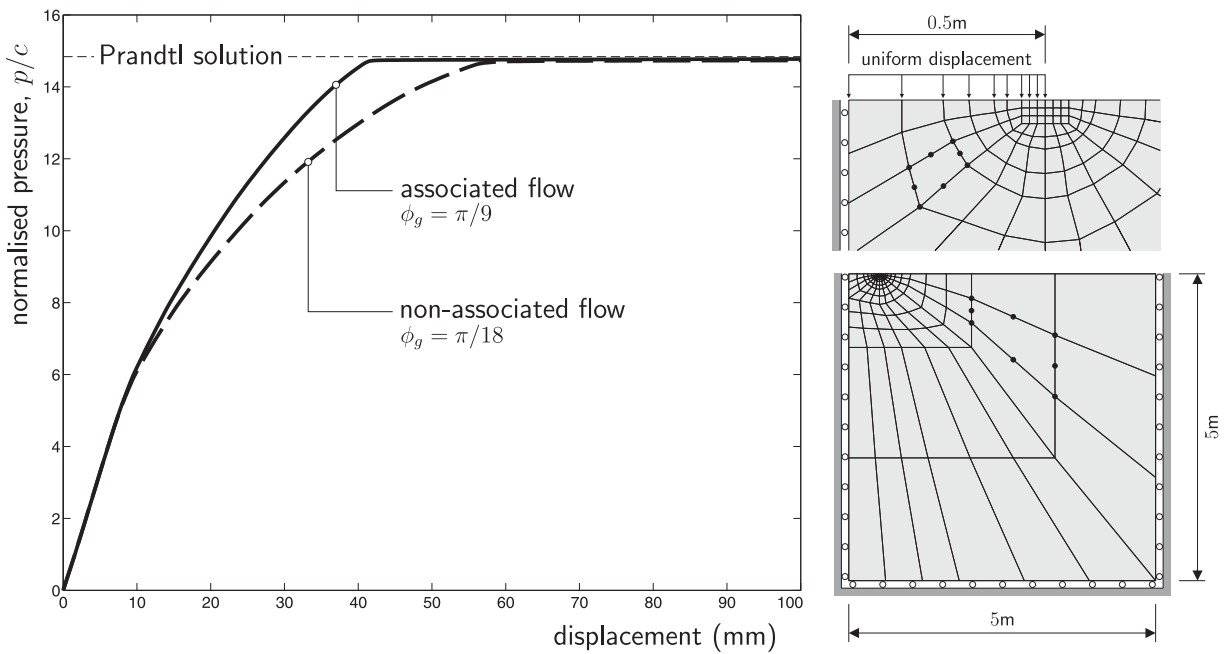 16
14
12
10
8
6
4
2
0
normalised pressure, p/c
Prandtl solution
associated flow
ϕ_g = π/9
non-associated flow
ϕ_g = π/18
0 10 20 30 40 50 60 70 80 90 100
displacement (mm)
0.5m
uniform displacement
5m
5m